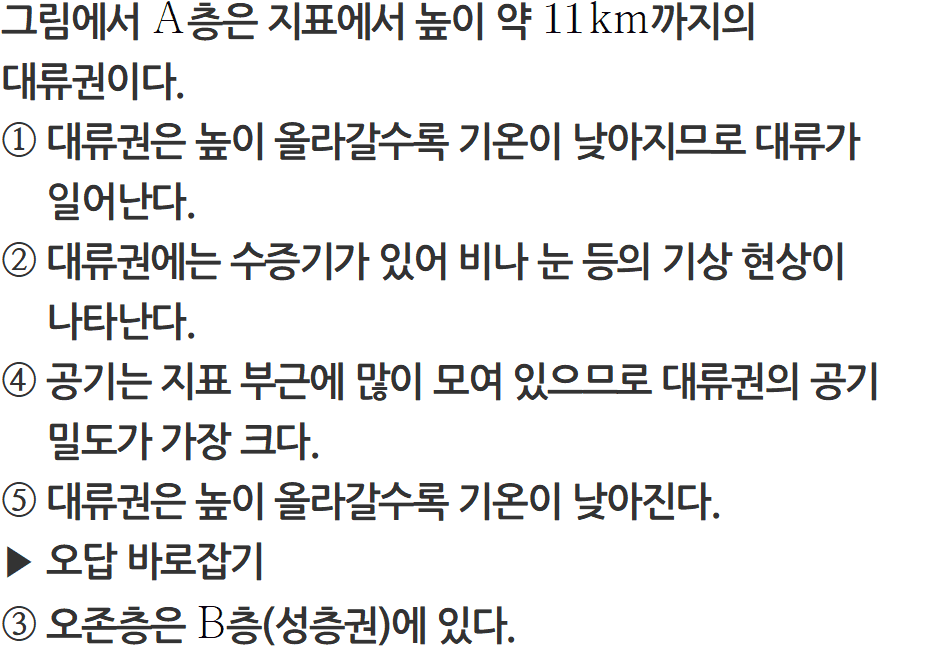 그림에서 A층은 지표에서 높이 약 11km까지의
대류권이다.
① 대류권은 높이 올라갈수록 기온이 낮아지므로 대류가
일어난다.
② 대류권에는 수증기가 있어 비나 눈 등의 기상 현상이
나타난다.
④ 공기는 지표 부근에 많이 모여 있으므로 대류권의 공기
밀도가 가장 크다.
⑤ 대류권은 높이 올라갈수록 기온이 낮아진다.
▶ 오답 바로잡기
③ 오존층은 B층(성층권)에 있다.